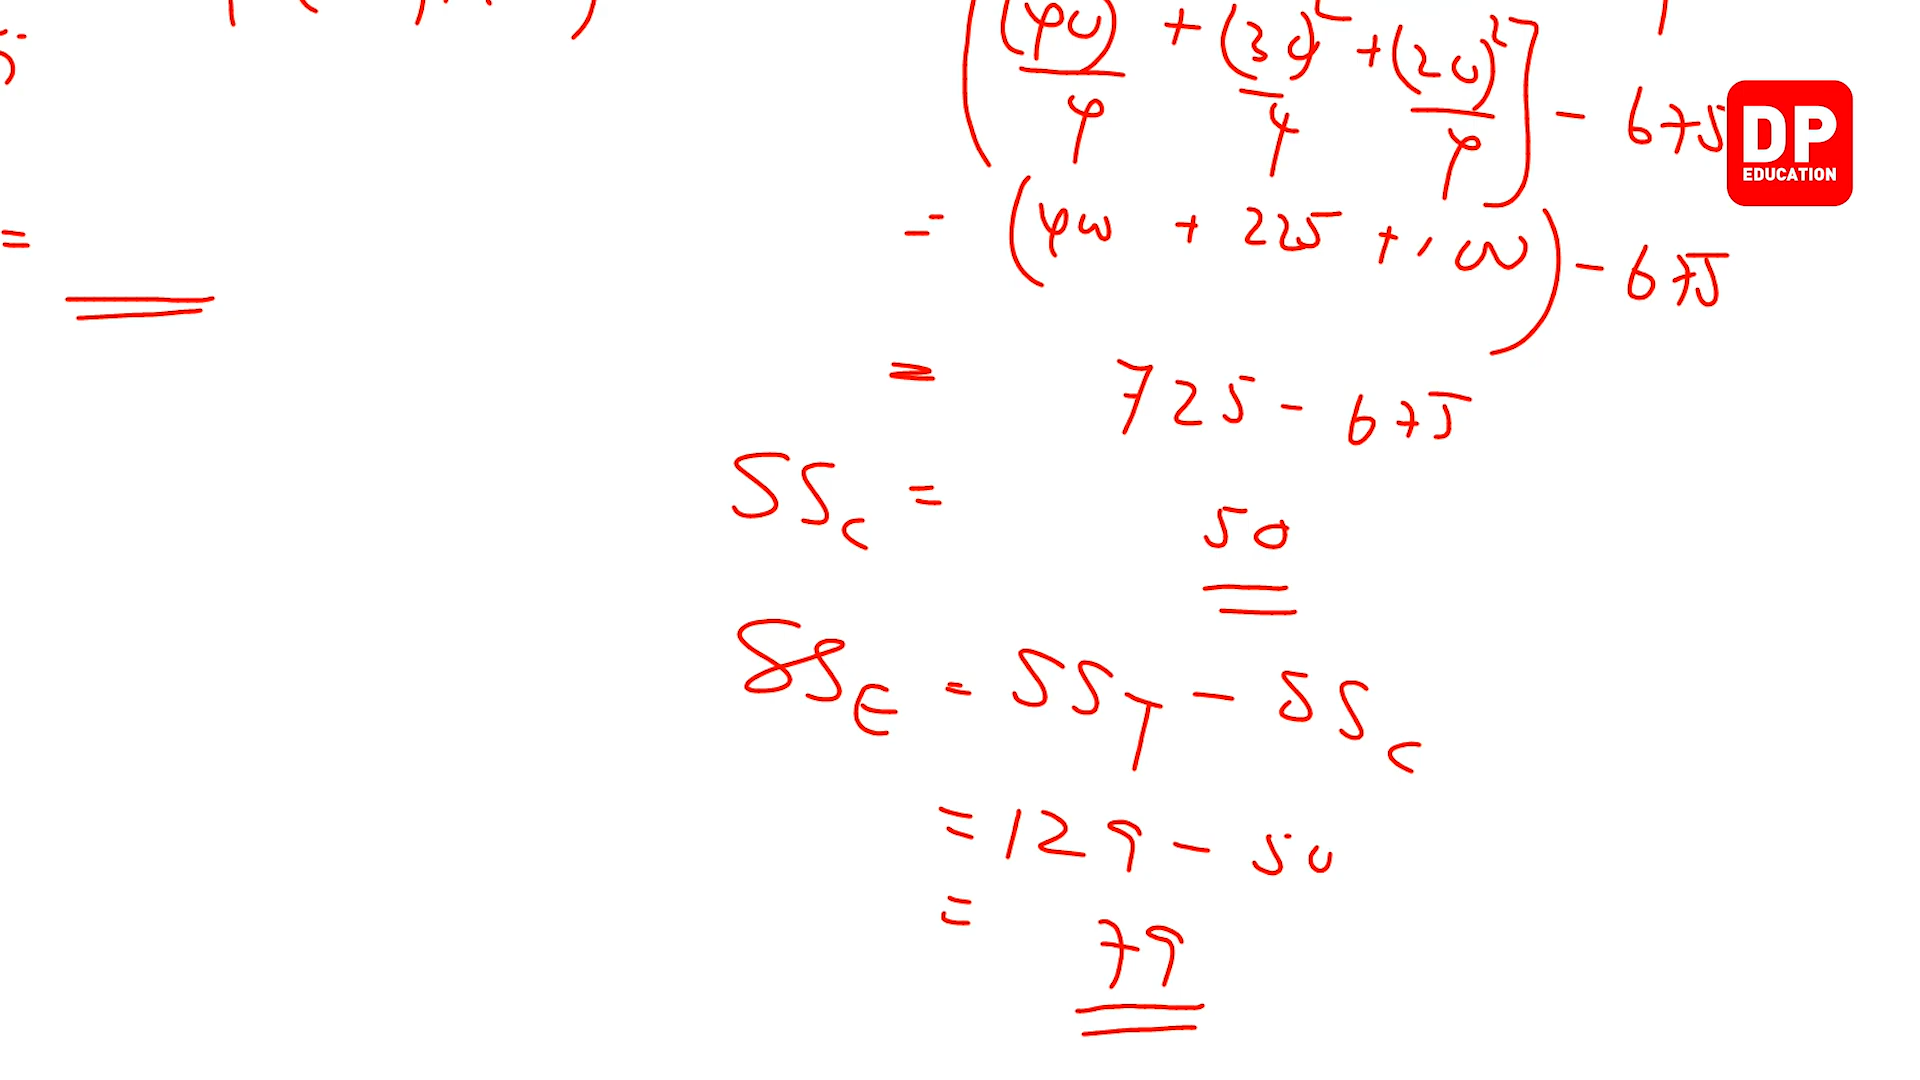 [(40)/4 + (30)²/4 + (20)²/4] - 675
DP
EDUCATION
= (400 + 225 + 100) - 675
=
= 725 - 675
SSc = 50
SSE = SST - SSc
= 129 - 50
= 79